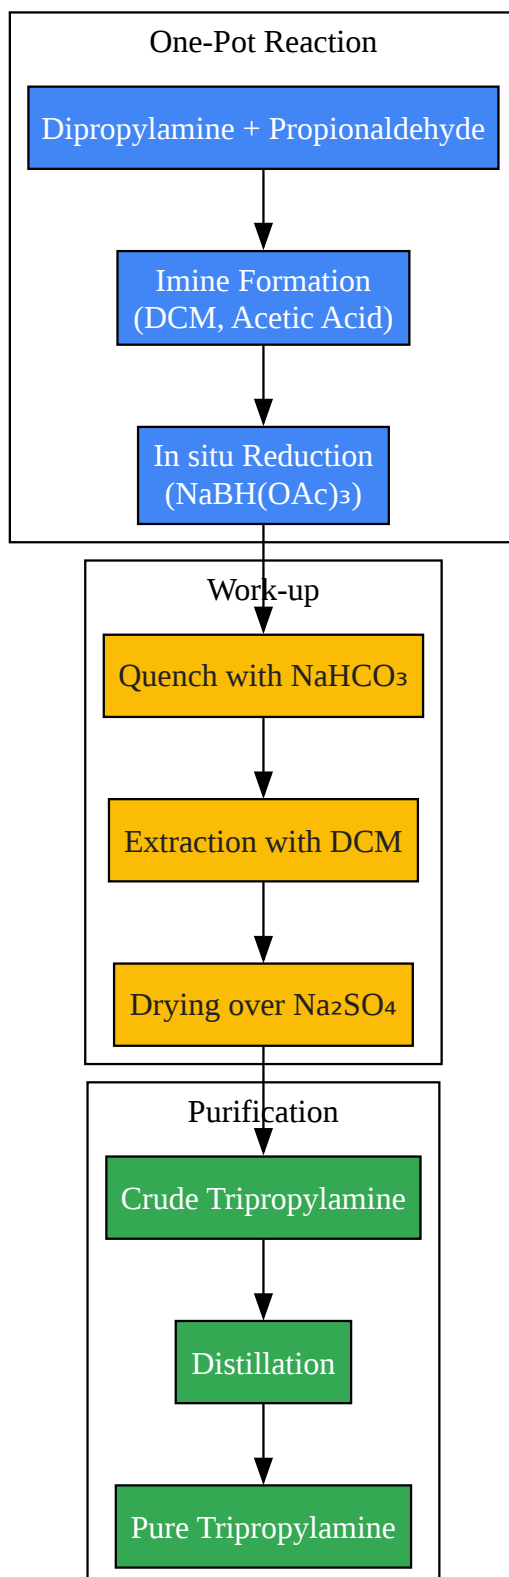 One-Pot Reaction
Dipropylamine + Propionaldehyde
Imine Formation
(DCM, Acetic Acid)
In situ Reduction
(NaBH(OAc)₃)
Work-up
Quench with NaHCO₃
Extraction with DCM
Drying over Na₂SO₄
Purification
Crude Tripropylamine
Distillation
Pure Tripropylamine